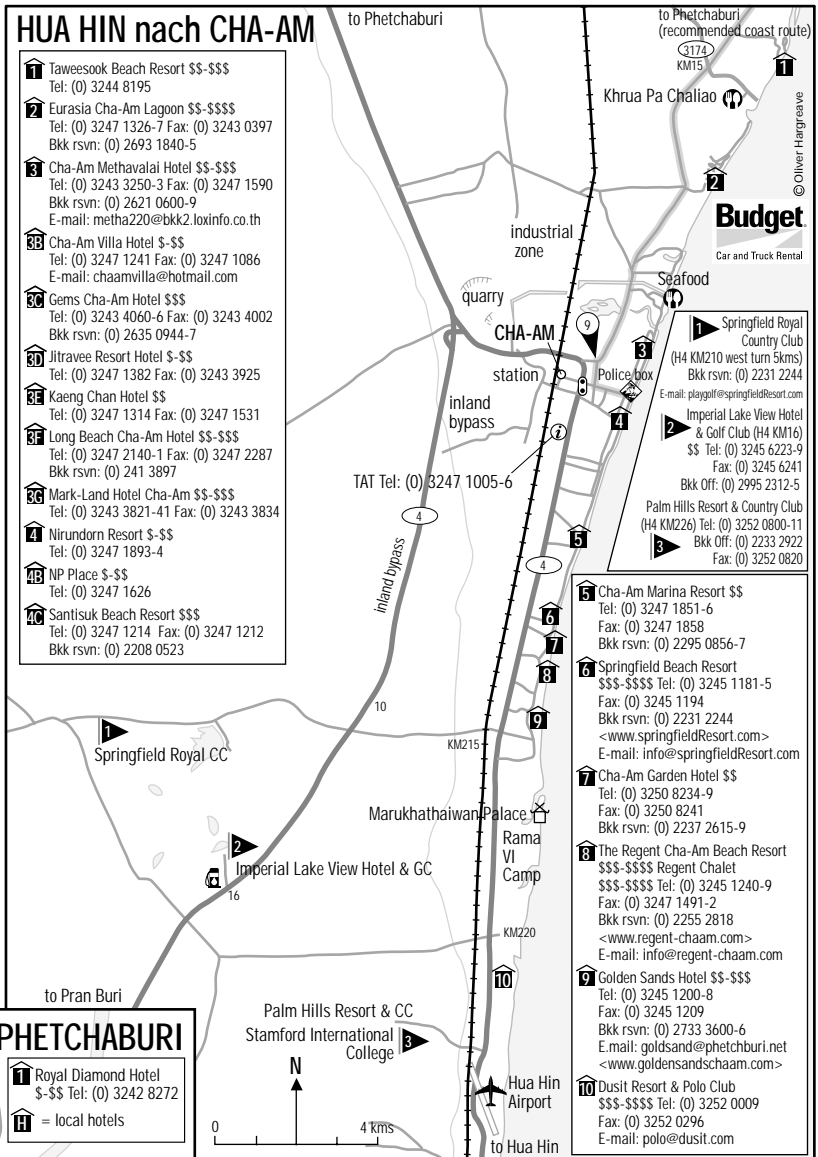 HUA HIN nach CHA-AM
1 Taweesook Beach Resort $$-$$$
Tel: (0) 3244 8195
2 Eurasia Cha-Am Lagoon $$-$$$$
Tel: (0) 3247 1326-7 Fax: (0) 3243 0397
Bkk rsvn: (0) 2693 1840-5
3 Cha-Am Methavalai Hotel $$-$$$
Tel: (0) 3243 3250-3 Fax: (0) 3247 1590
Bkk rsvn: (0) 2621 0600-9
E-mail: metha220@bkk2.loxinfo.co.th
3B Cha-Am Villa Hotel $-$$
Tel: (0) 3247 1241 Fax: (0) 3247 1086
E-mail: chaamvilla@hotmail.com
3C Gems Cha-Am Hotel $$$
Tel: (0) 3243 4060-6 Fax: (0) 3243 4002
Bkk rsvn: (0) 2635 0944-7
3D Jitravee Resort Hotel $-$$
Tel: (0) 3247 1382 Fax: (0) 3243 3925
3E Kaeng Chan Hotel $$
Tel: (0) 3247 1314 Fax: (0) 3247 1531
3F Long Beach Cha-Am Hotel $$-$$$
Tel: (0) 3247 2140-1 Fax: (0) 3247 2287
Bkk rsvn: (0) 241 3897
3G Mark-Land Hotel Cha-Am $$-$$$
Tel: (0) 3243 3821-41 Fax: (0) 3243 3834
4 Nirundorn Resort $-$$
Tel: (0) 3247 1893-4
4B NP Place $-$$
Tel: (0) 3247 1626
4C Santisuk Beach Resort $$$
Tel: (0) 3247 1214 Fax: (0) 3247 1212
Bkk rsvn: (0) 2208 0523
to Phetchaburi
to Phetchaburi
(recommended coast route)
3174
KM15
1
Khrua Pa Chaliao
2
© Oliver Hargreave
Budget
Car and Truck Rental
industrial
zone
Seafood
quarry
CHA-AM
9
3
station
Police box
4
inland
bypass
i
TAT Tel: (0) 3247 1005-6
4
5
4
inland bypass
6
7
8
9
10
1
Springfield Royal CC
KM215
Marukhathaiwan Palace
Rama
VI
Camp
2
Imperial Lake View Hotel & GC
16
KM220
10
to Pran Buri
Palm Hills Resort & CC
Stamford International
College
3
N
Hua Hin
Airport
0
4 kms
to Hua Hin
1 Springfield Royal
Country Club
(H4 KM210 west turn 5kms)
Bkk rsvn: (0) 2231 2244
E-mail: playgolf@springfieldResort.com
2 Imperial Lake View Hotel
& Golf Club (H4 KM16)
$$ Tel: (0) 3245 6223-9
Fax: (0) 3245 6241
Bkk Off: (0) 2995 2312-5
Palm Hills Resort & Country Club
(H4 KM226) Tel: (0) 3252 0800-11
3 Bkk Off: (0) 2233 2922
Fax: (0) 3252 0820
5 Cha-Am Marina Resort $$
Tel: (0) 3247 1851-6
Fax: (0) 3247 1858
Bkk rsvn: (0) 2295 0856-7
6 Springfield Beach Resort
$$$-$$$$ Tel: (0) 3245 1181-5
Fax: (0) 3245 1194
Bkk rsvn: (0) 2231 2244
<www.springfieldResort.com>
E-mail: info@springfieldResort.com
7 Cha-Am Garden Hotel $$
Tel: (0) 3250 8234-9
Fax: (0) 3250 8241
Bkk rsvn: (0) 2237 2615-9
8 The Regent Cha-Am Beach Resort
$$$-$$$$ Regent Chalet
$$$-$$$$ Tel: (0) 3245 1240-9
Fax: (0) 3247 1491-2
Bkk rsvn: (0) 2255 2818
<www.regent-chaam.com>
E-mail: info@regent-chaam.com
9 Golden Sands Hotel $$-$$$
Tel: (0) 3245 1200-8
Fax: (0) 3245 1209
Bkk rsvn: (0) 2733 3600-6
E.mail: goldsand@phetchburi.net
<www.goldensandschaam.com>
10 Dusit Resort & Polo Club
$$$-$$$$ Tel: (0) 3252 0009
Fax: (0) 3252 0296
E-mail: polo@dusit.com
PHETCHABURI
1 Royal Diamond Hotel
$-$$ Tel: (0) 3242 8272
H = local hotels